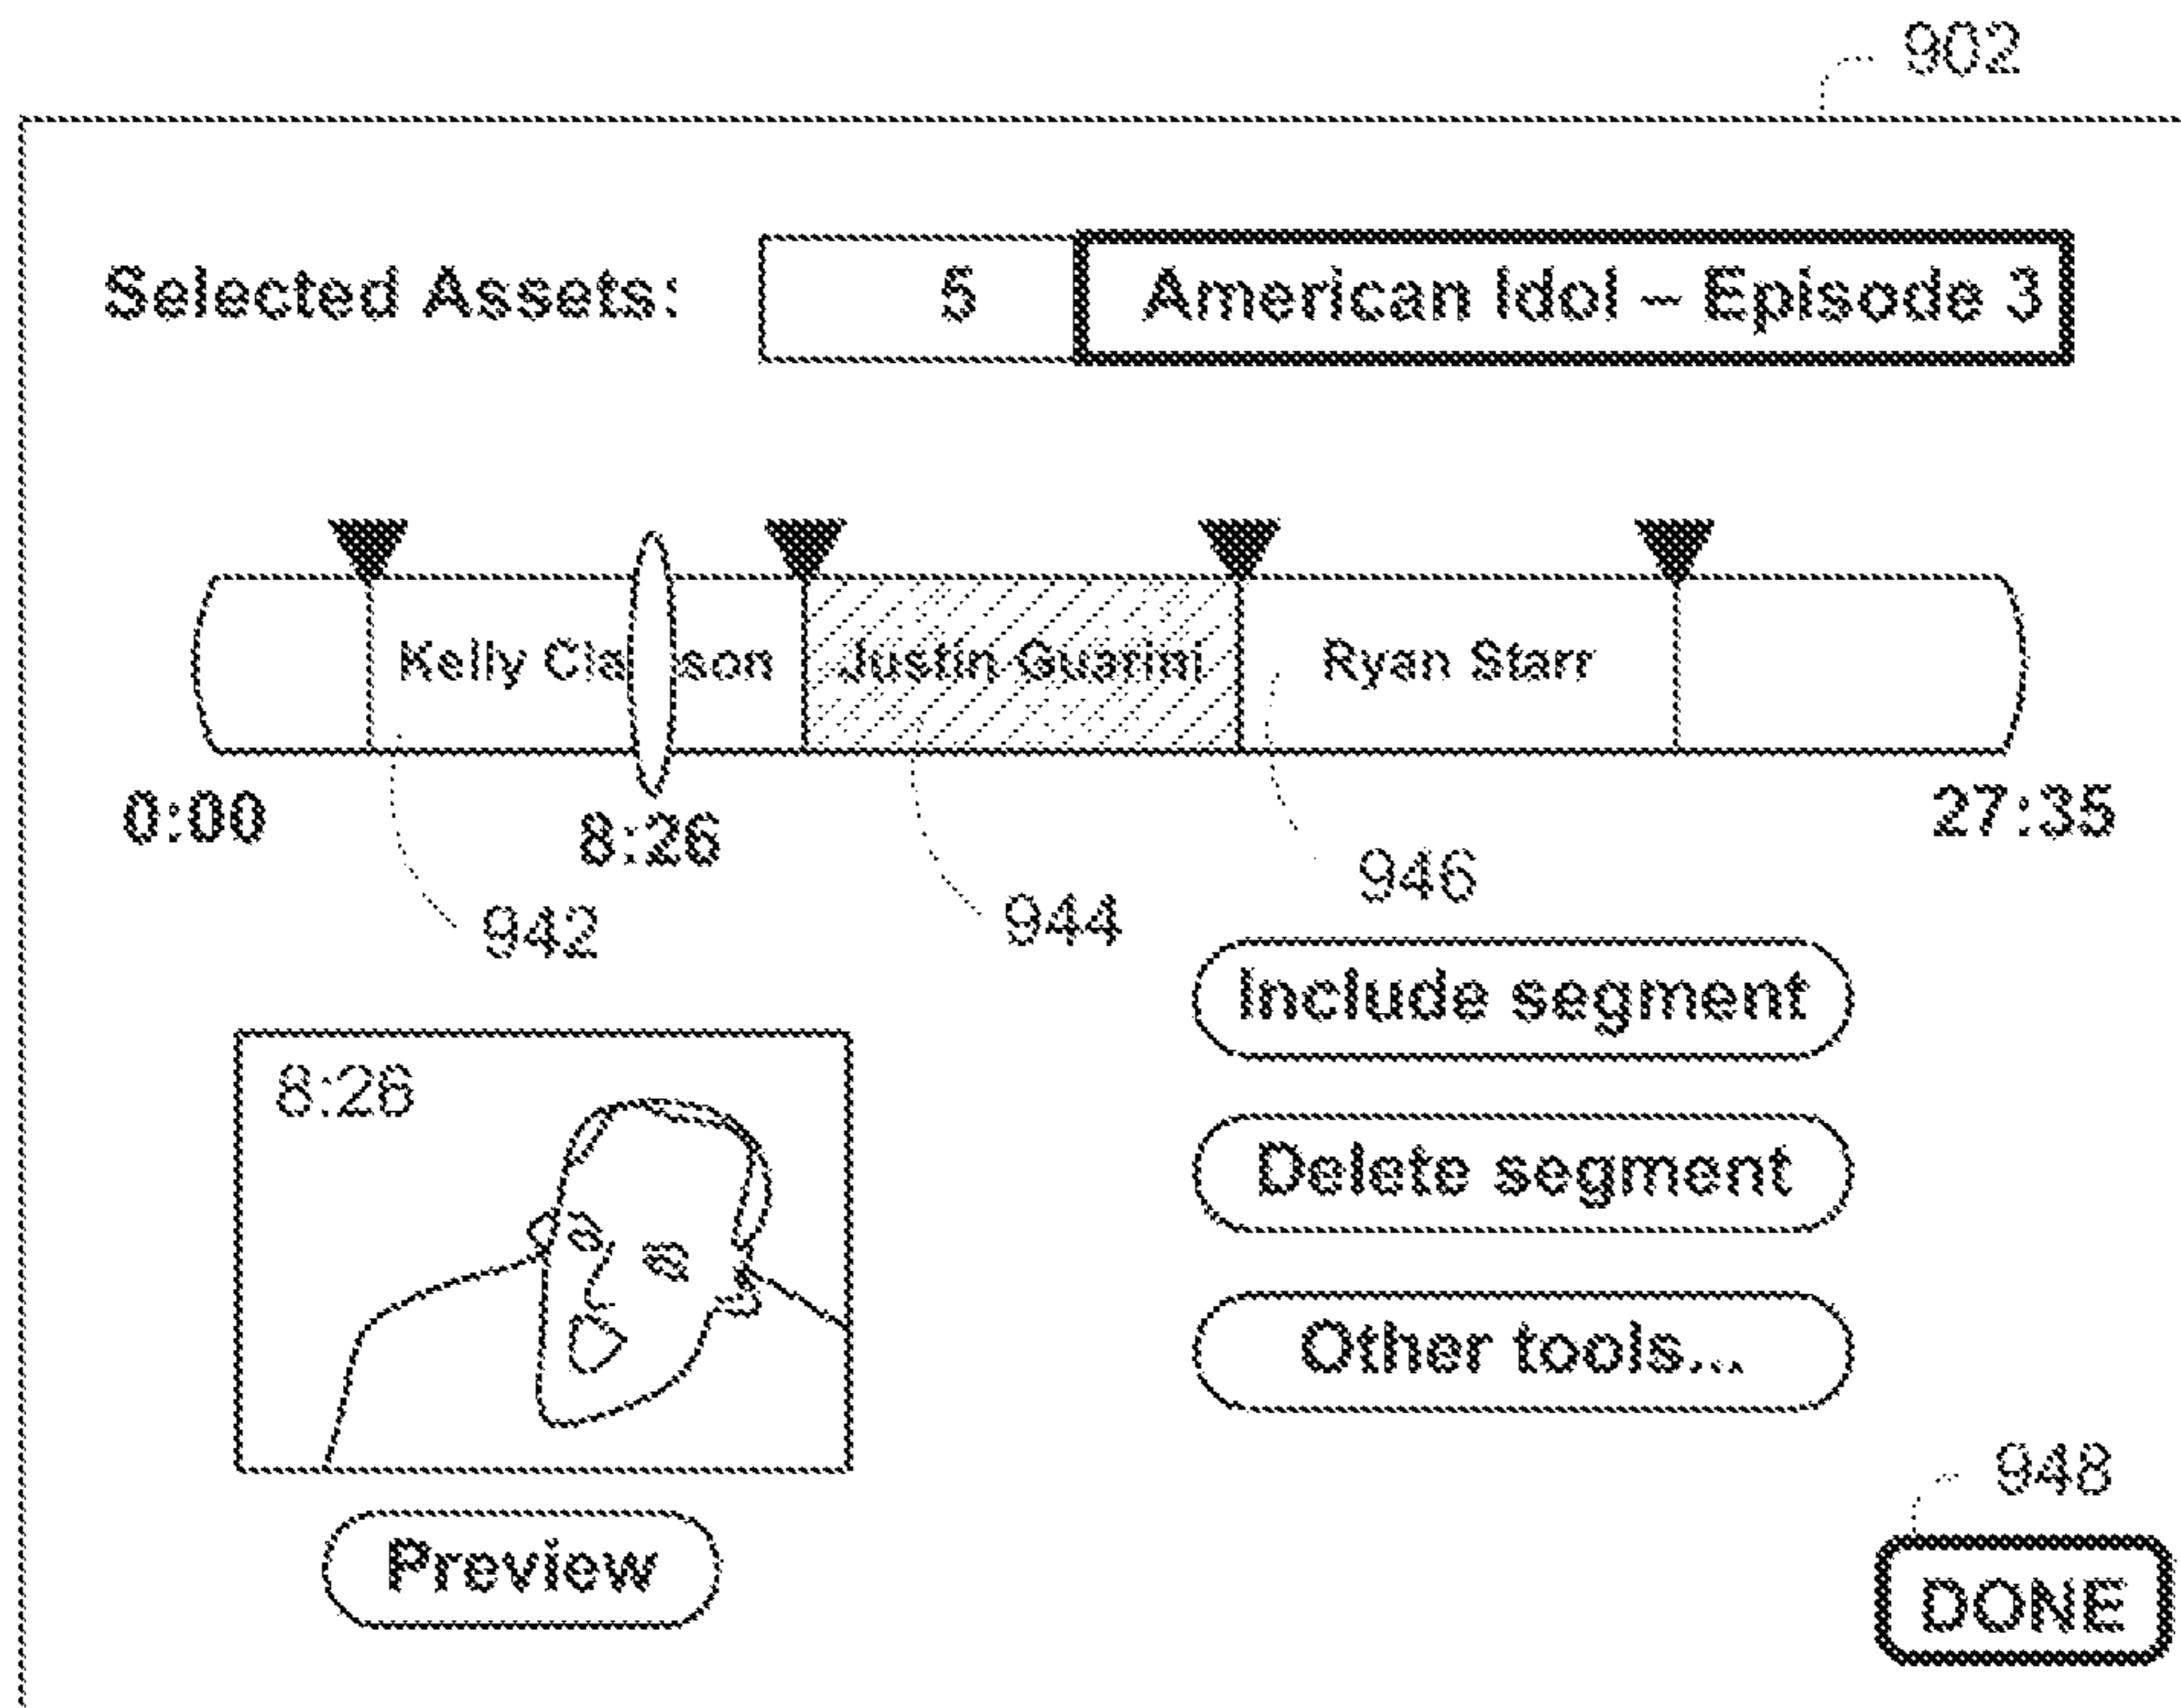 902
Selected Assets: 5 American Idol – Episode 3
Kelly Cla son Justin Guarini Ryan Starr
0:00 8:26 27:35
942 944 946
Include segment
8:26
Delete segment
Other tools...
948
Preview
DONE